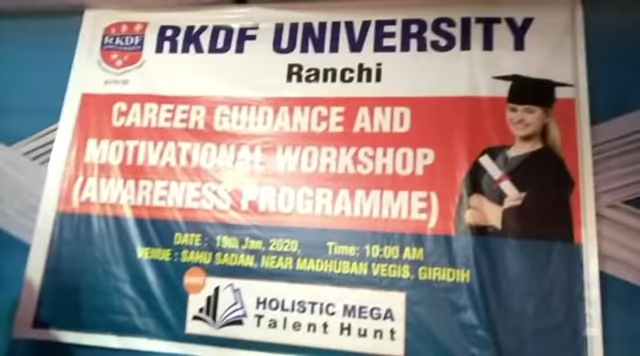 RKDF
RKDF UNIVERSITY
Ranchi
CAREER GUIDANCE AND
MOTIVATIONAL WORKSHOP
(AWARENESS PROGRAMME)
DATE : 19th Jan, 2020, Time: 10:00 AM
VENUE : SAHU SADAN, NEAR MADHUBAN VEGIS, GIRIDIH
HOLISTIC MEGA
Talent Hunt